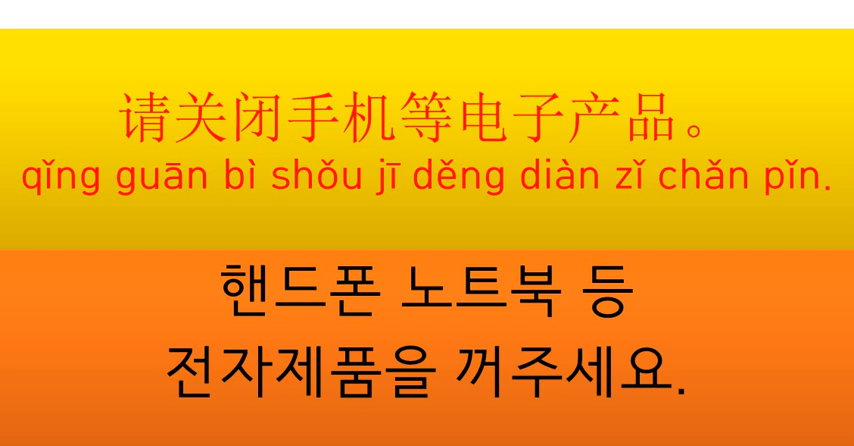 请关闭手机等电子产品。
qǐng guān bì shǒu jī děng diàn zǐ chǎn pǐn.
핸드폰 노트북 등
전자제품을 꺼주세요.